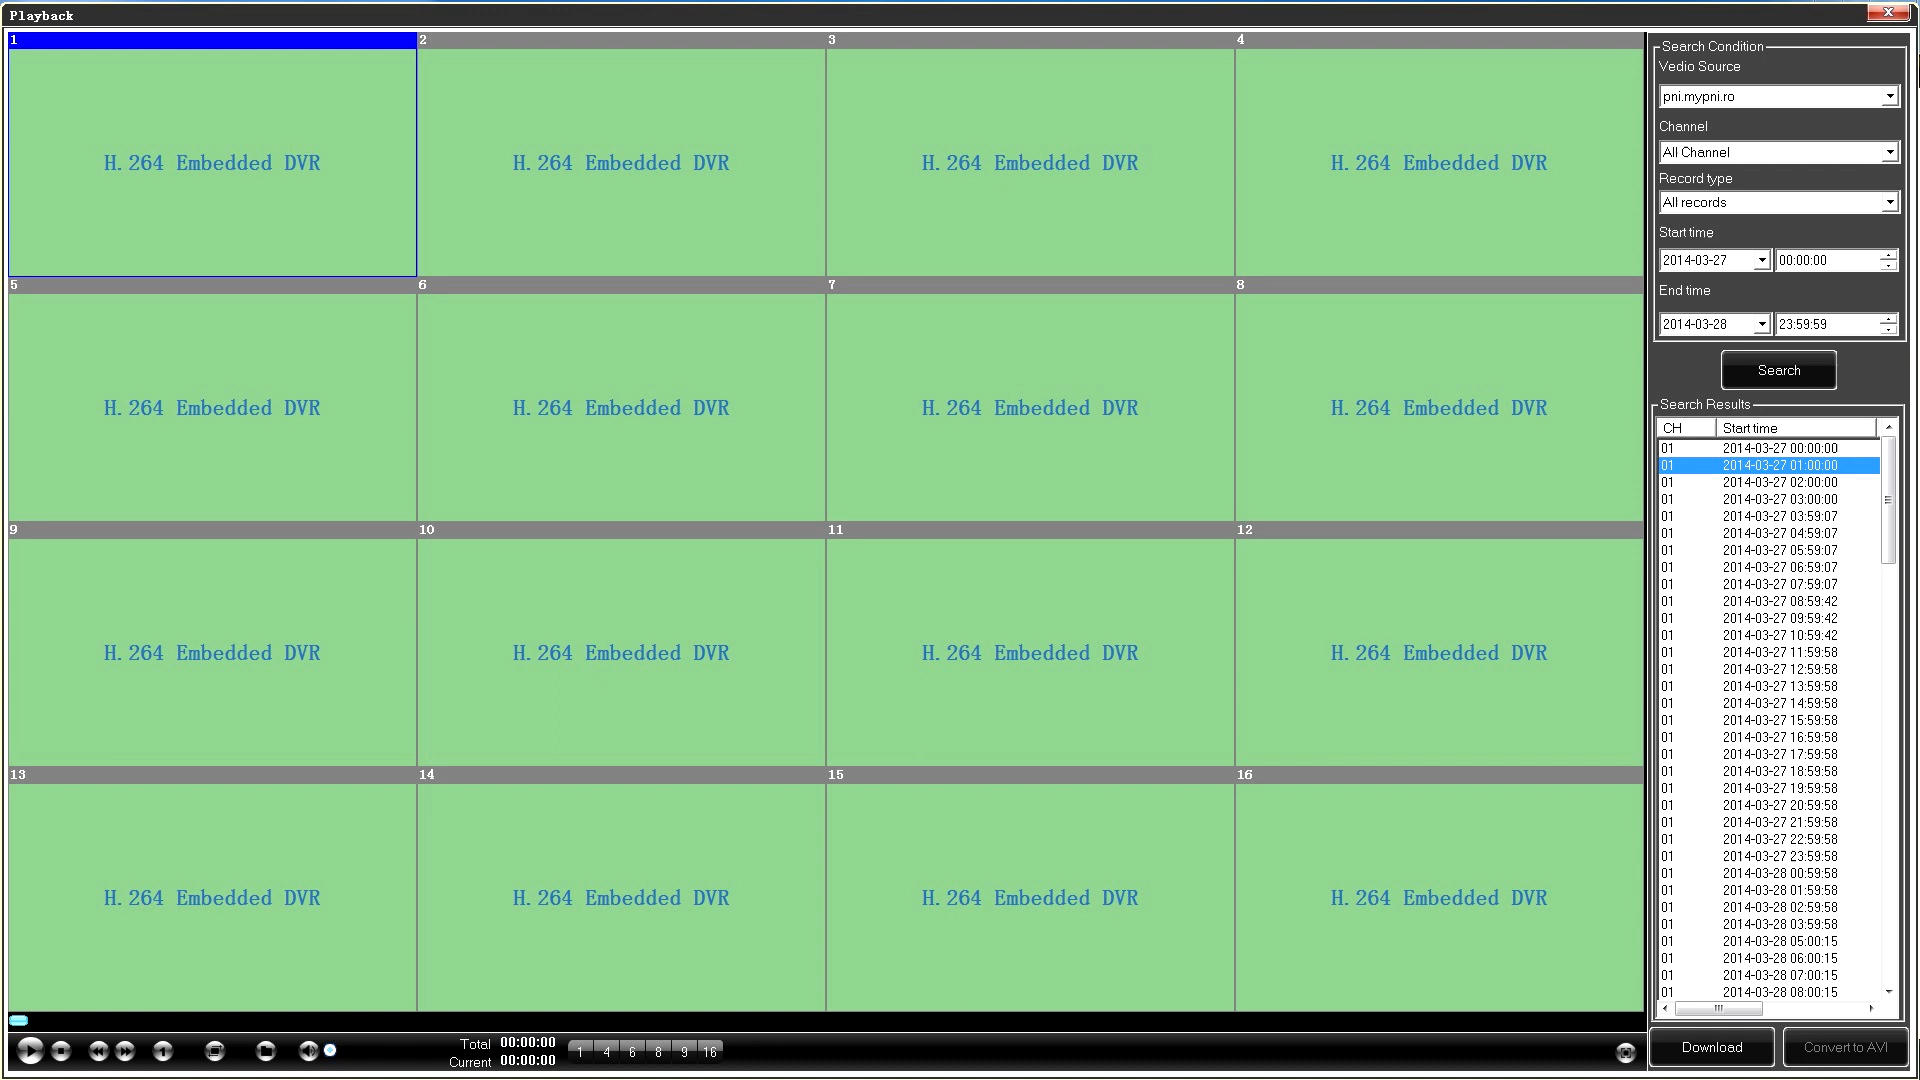 Playback
1 2 3 4
H.264 Embedded DVR H.264 Embedded DVR H.264 Embedded DVR H.264 Embedded DVR
5 6 7 8
H.264 Embedded DVR H.264 Embedded DVR H.264 Embedded DVR H.264 Embedded DVR
9 10 11 12
H.264 Embedded DVR H.264 Embedded DVR H.264 Embedded DVR H.264 Embedded DVR
13 14 15 16
H.264 Embedded DVR H.264 Embedded DVR H.264 Embedded DVR H.264 Embedded DVR
1
Total 00:00:00
Current 00:00:00
1 4 6 8 9 16
Search Condition
Vedio Source
pni.mypni.ro
Channel
All Channel
Record type
All records
Start time
2014-03-27 00:00:00
End time
2014-03-28 23:59:59
Search
Search Results
CH Start time
01 2014-03-27 00:00:00
01 2014-03-27 01:00:00
01 2014-03-27 02:00:00
01 2014-03-27 03:00:00
01 2014-03-27 03:59:07
01 2014-03-27 04:59:07
01 2014-03-27 05:59:07
01 2014-03-27 06:59:07
01 2014-03-27 07:59:07
01 2014-03-27 08:59:42
01 2014-03-27 09:59:42
01 2014-03-27 10:59:42
01 2014-03-27 11:59:58
01 2014-03-27 12:59:58
01 2014-03-27 13:59:58
01 2014-03-27 14:59:58
01 2014-03-27 15:59:58
01 2014-03-27 16:59:58
01 2014-03-27 17:59:58
01 2014-03-27 18:59:58
01 2014-03-27 19:59:58
01 2014-03-27 20:59:58
01 2014-03-27 21:59:58
01 2014-03-27 22:59:58
01 2014-03-27 23:59:58
01 2014-03-28 00:59:58
01 2014-03-28 01:59:58
01 2014-03-28 02:59:58
01 2014-03-28 03:59:58
01 2014-03-28 05:00:15
01 2014-03-28 06:00:15
01 2014-03-28 07:00:15
01 2014-03-28 08:00:15
Download Convert to AVI